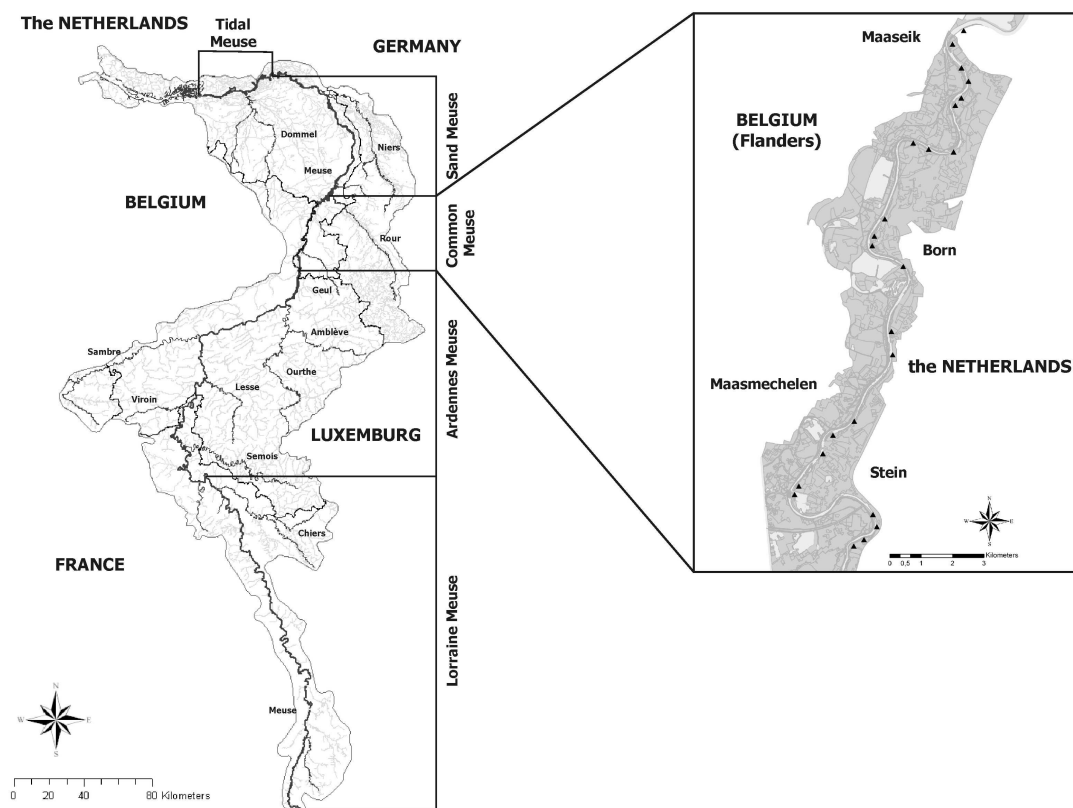 The NETHERLANDS
Tidal
Meuse
GERMANY
Dommel
Niers
Meuse
BELGIUM
Rour
Geul
Amblève
Sambre
Ourthe
Lesse
Viroin
LUXEMBURG
Semois
Chiers
FRANCE
Meuse
Sand Meuse
Common
Meuse
Ardennes Meuse
Lorraine Meuse
N
W
E
S
0 20 40 60 80 Kilometers
Maaseik
BELGIUM
(Flanders)
Born
the NETHERLANDS
Maasmechelen
Stein
N
W
E
S
Kilometers
0 0,5 1 2 3